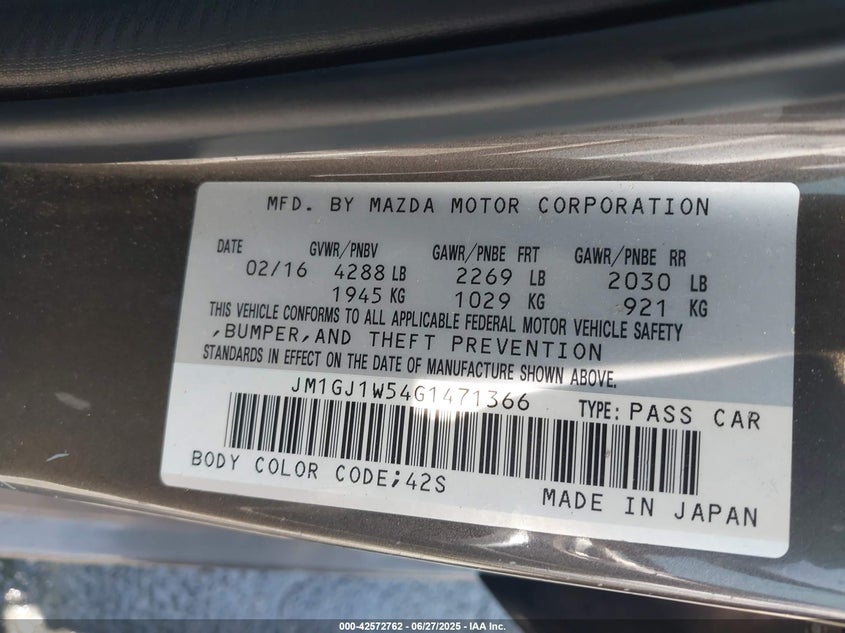 MFD. BY MAZDA MOTOR CORPORATION
DATE GVWR/PNBV GAWR/PNBE FRT GAWR/PNBE RR
02/16 4288 LB 2269 LB 2030 LB
1945 KG 1029 KG 921 KG
THIS VEHICLE CONFORMS TO ALL APPLICABLE FEDERAL MOTOR VEHICLE SAFETY
,BUMPER,AND THEFT PREVENTION
STANDARDS IN EFFECT ON THE DATE OF MANUFACTURE SHOWN ABOVE.
JM1GJ1W54G1471366 TYPE: PASS CAR
BODY COLOR CODE;42S
MADE IN JAPAN
000-42572762 - 06/27/2025 - IAA Inc.